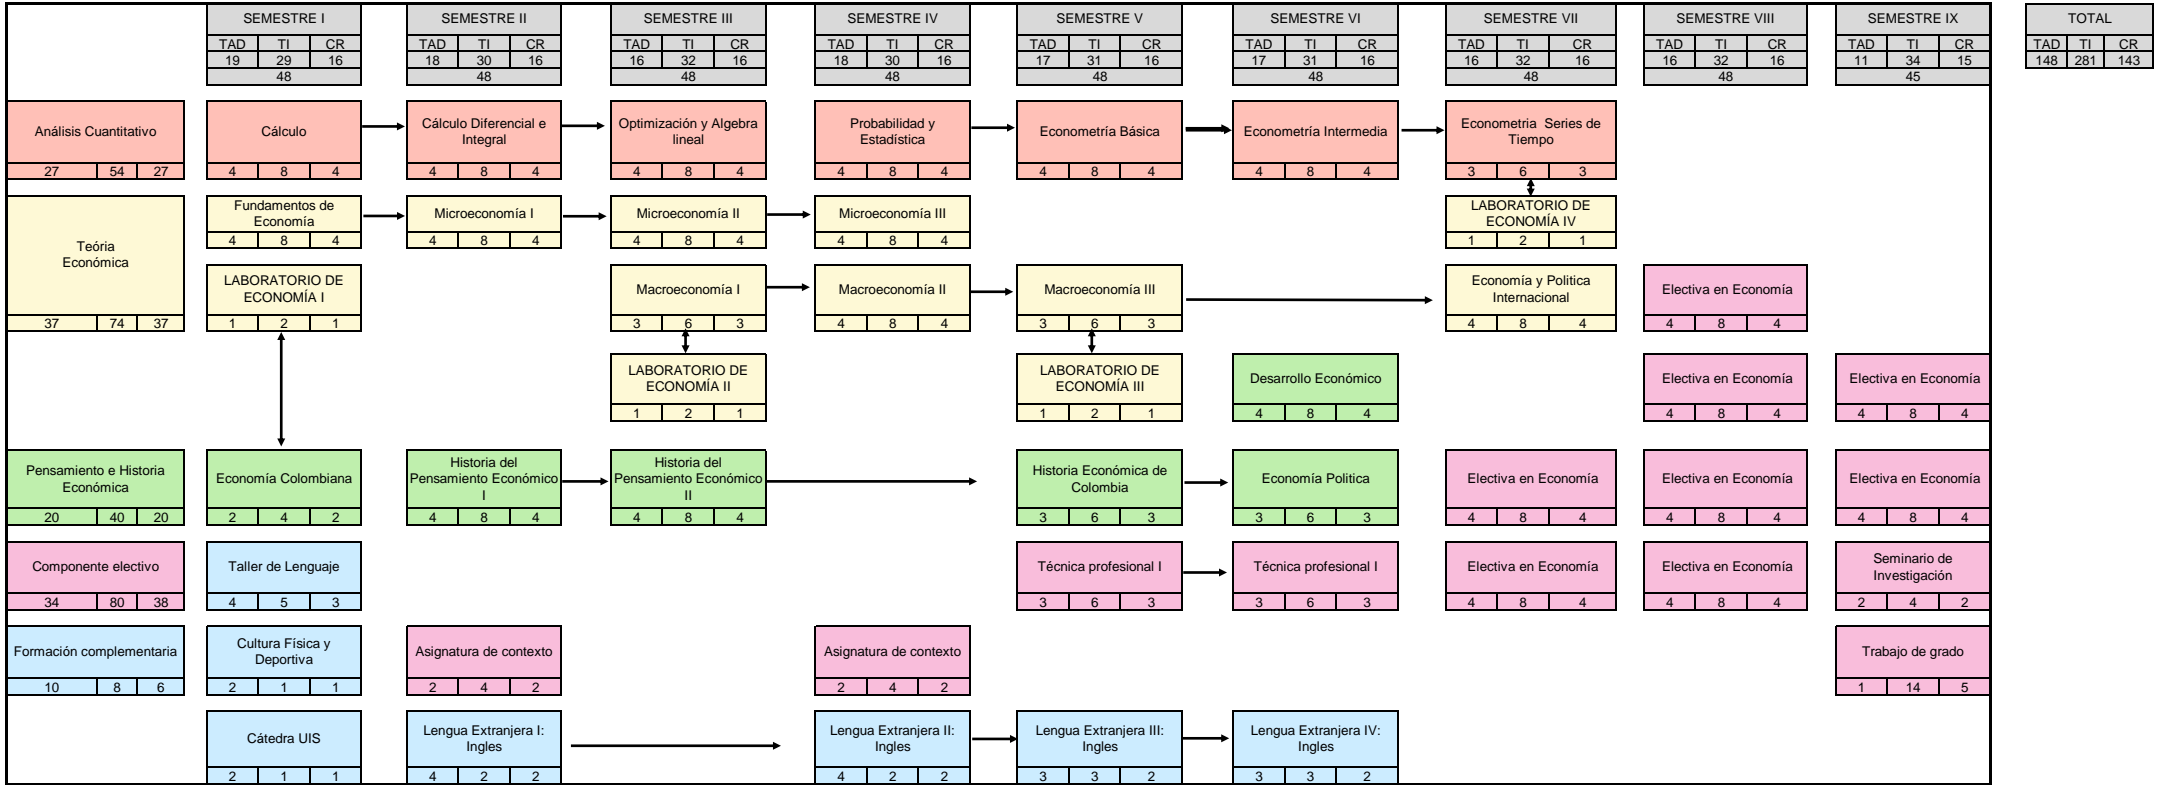 SEMESTRE I SEMESTRE II SEMESTRE III SEMESTRE IV SEMESTRE V SEMESTRE VI SEMESTRE VII SEMESTRE VIII SEMESTRE IX TOTAL
TAD TI CR TAD TI CR TAD TI CR TAD TI CR TAD TI CR TAD TI CR TAD TI CR TAD TI CR TAD TI CR TAD TI CR
19 29 16 18 30 16 16 32 16 18 30 16 17 31 16 17 31 16 16 32 16 16 32 16 11 34 15 148 281 143
48 48 48 48 48 48 48 48 45
Análisis Cuantitativo
27 54 27
Cálculo
4 8 4
Cálculo Diferencial e
Integral
4 8 4
Optimización y Algebra
lineal
4 8 4
Probabilidad y
Estadística
4 8 4
Econometría Básica
4 8 4
Econometría Intermedia
4 8 4
Econometria Series de
Tiempo
3 6 3
Teória
Económica
37 74 37
Fundamentos de
Economía
4 8 4
Microeconomía I
4 8 4
Microeconomía II
4 8 4
Microeconomía III
4 8 4
LABORATORIO DE
ECONOMÍA IV
1 2 1
LABORATORIO DE
ECONOMÍA I
1 2 1
Macroeconomía I
3 6 3
Macroeconomía II
4 8 4
Macroeconomía III
3 6 3
Economía y Politica
Internacional
4 8 4
Electiva en Economía
4 8 4
LABORATORIO DE
ECONOMÍA II
1 2 1
LABORATORIO DE
ECONOMÍA III
1 2 1
Desarrollo Económico
4 8 4
Electiva en Economía
4 8 4
Electiva en Economía
4 8 4
Pensamiento e Historia
Económica
20 40 20
Economía Colombiana
2 4 2
Historia del
Pensamiento Económico
I
4 8 4
Historia del
Pensamiento Económico
II
4 8 4
Historia Económica de
Colombia
3 6 3
Economía Politica
3 6 3
Electiva en Economía
4 8 4
Electiva en Economía
4 8 4
Electiva en Economía
4 8 4
Componente electivo
34 80 38
Taller de Lenguaje
4 5 3
Técnica profesional I
3 6 3
Técnica profesional I
3 6 3
Electiva en Economía
4 8 4
Electiva en Economía
4 8 4
Seminario de
Investigación
2 4 2
Formación complementaria
10 8 6
Cultura Física y
Deportiva
2 1 1
Asignatura de contexto
2 4 2
Asignatura de contexto
2 4 2
Trabajo de grado
1 14 5
Cátedra UIS
2 1 1
Lengua Extranjera I:
Ingles
4 2 2
Lengua Extranjera II:
Ingles
4 2 2
Lengua Extranjera III:
Ingles
3 3 2
Lengua Extranjera IV:
Ingles
3 3 2